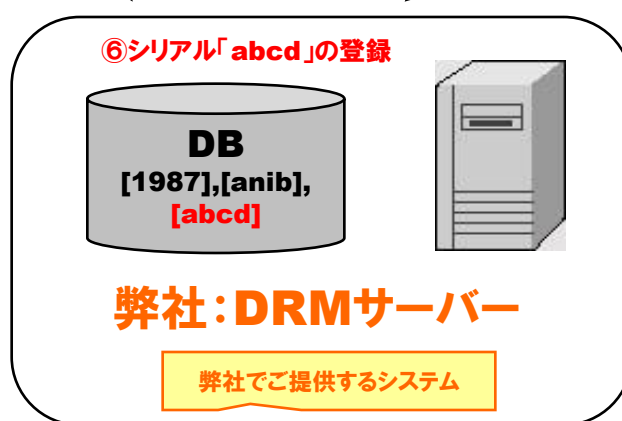 ⑥シリアル「abcd」の登録
DB
[1987],[anib],
[abcd]
弊社：DRMサーバー
弊社でご提供するシステム